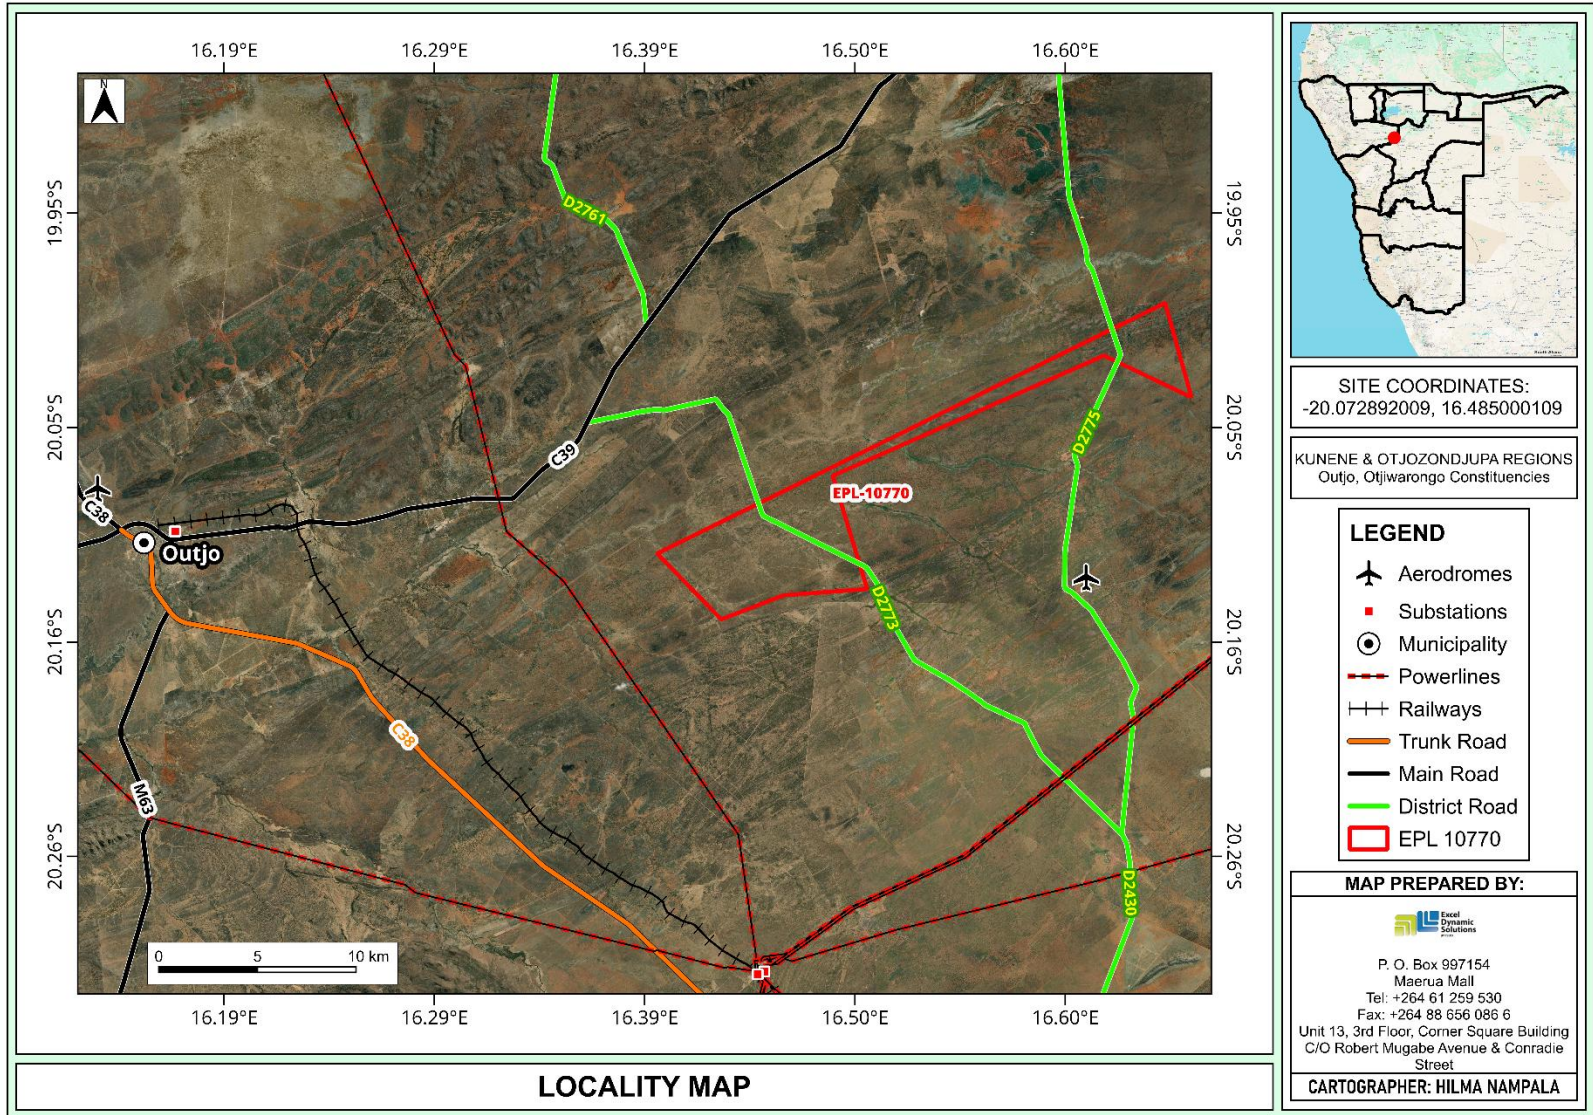 16.19°E 16.29°E 16.39°E 16.50°E 16.60°E
N
19.95°S
19.95°S
20.05°S
20.05°S
20.16°S
20.16°S
20.26°S
20.26°S
D2761
C39
D2775
EPL-10770
C38
Outjo
D2773
C38
M63
D2430
0 5 10 km
16.19°E 16.29°E 16.39°E 16.50°E 16.60°E
LOCALITY MAP
SITE COORDINATES:
-20.072892009, 16.485000109
KUNENE & OTJOZONDJUPA REGIONS
Outjo, Otjiwarongo Constituencies
LEGEND
Aerodromes
Substations
Municipality
Powerlines
Railways
Trunk Road
Main Road
District Road
EPL 10770
MAP PREPARED BY:
Excel
Dynamic
Solutions
P. O. Box 997154
Maerua Mall
Tel: +264 61 259 530
Fax: +264 88 656 086 6
Unit 13, 3rd Floor, Corner Square Building
C/O Robert Mugabe Avenue & Conradie
Street
CARTOGRAPHER: HILMA NAMPALA